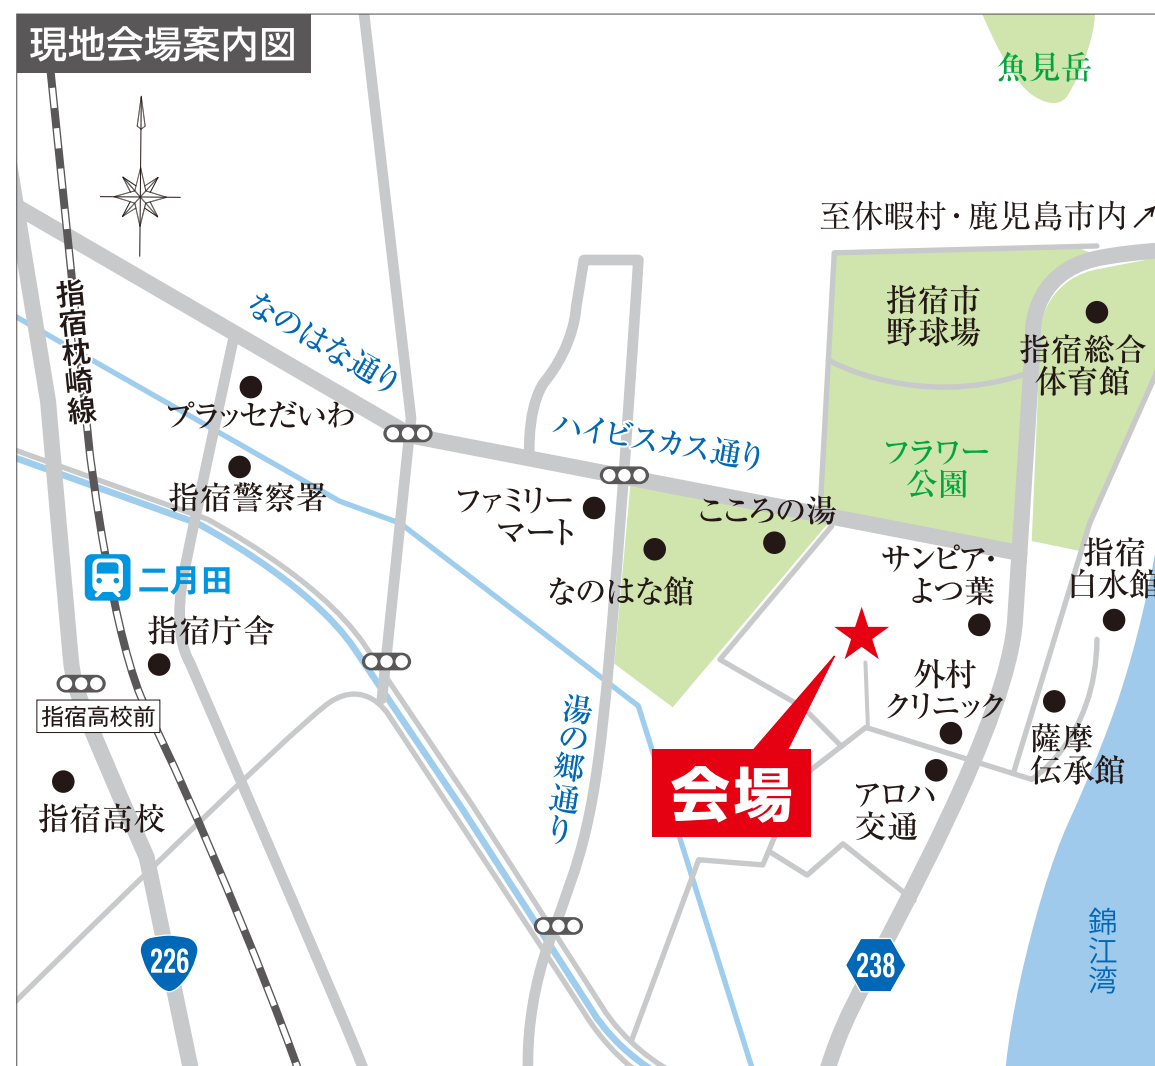 現地会場案内図
魚見岳
至休暇村・鹿児島市内↗
指宿市
野球場
指宿総合
体育館
指宿枕崎線
なのはな通り
プラッセだいわ
ハイビスカス通り
フラワー
公園
指宿警察署
ファミリー
マート
こころの湯
なのはな館
サンピア・
よつ葉
指宿
白水館
二月田
指宿庁舎
外村
クリニック
指宿高校前
湯の郷通り
薩摩
伝承館
会場
アロハ
交通
指宿高校
226
238
錦江湾